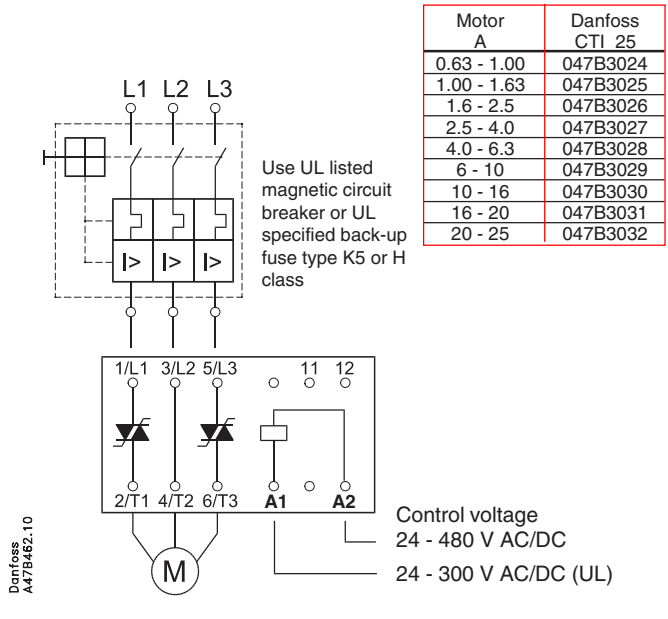 Motor Danfoss
A CTI 25
0.63 - 1.00 047B3024
1.00 - 1.63 047B3025
1.6 - 2.5 047B3026
2.5 - 4.0 047B3027
4.0 - 6.3 047B3028
6 - 10 047B3029
10 - 16 047B3030
16 - 20 047B3031
20 - 25 047B3032
L1 L2 L3
Use UL listed
magnetic circuit
breaker or UL
specified back-up
fuse type K5 or H
class
I> I> I>
1/L1 3/L2 5/L3 11 12
2/T1 4/T2 6/T3 A1 A2
Control voltage
24 - 480 V AC/DC
24 - 300 V AC/DC (UL)
M
Danfoss
A47B462.10